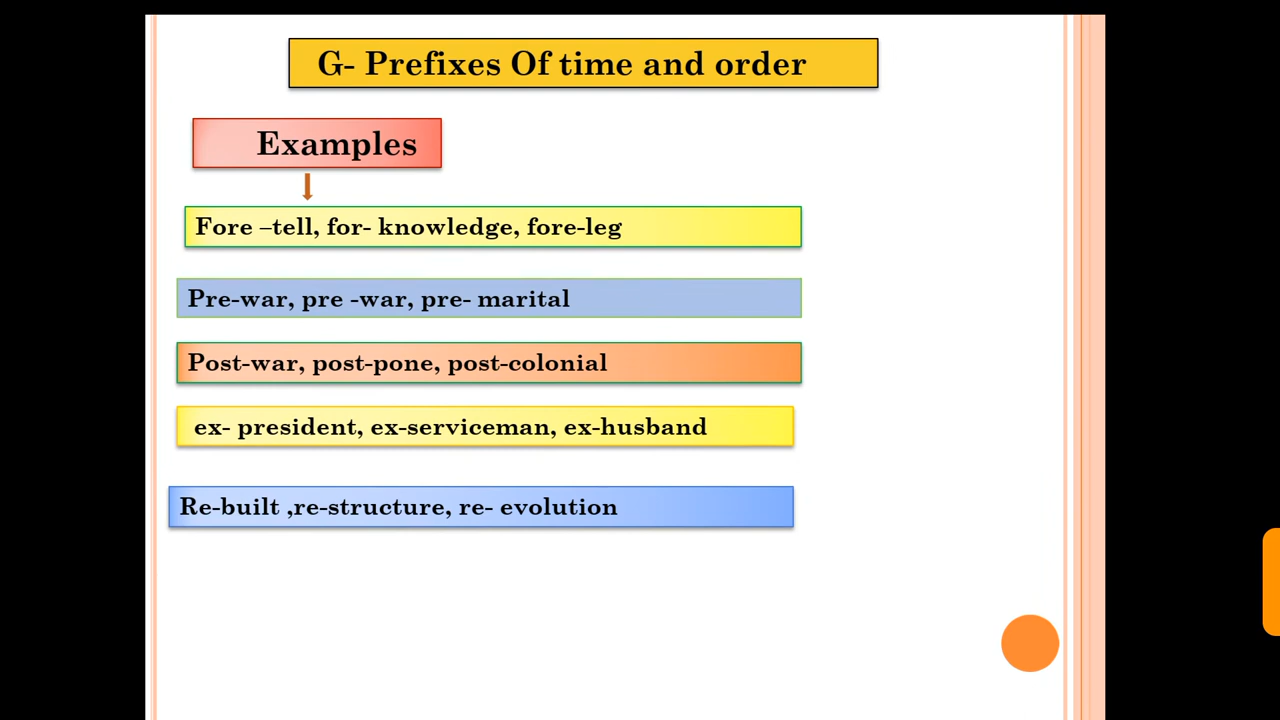 G- Prefixes Of time and order
Examples
Fore –tell, for- knowledge, fore-leg
Pre-war, pre -war, pre- marital
Post-war, post-pone, post-colonial
ex- president, ex-serviceman, ex-husband
Re-built ,re-structure, re- evolution